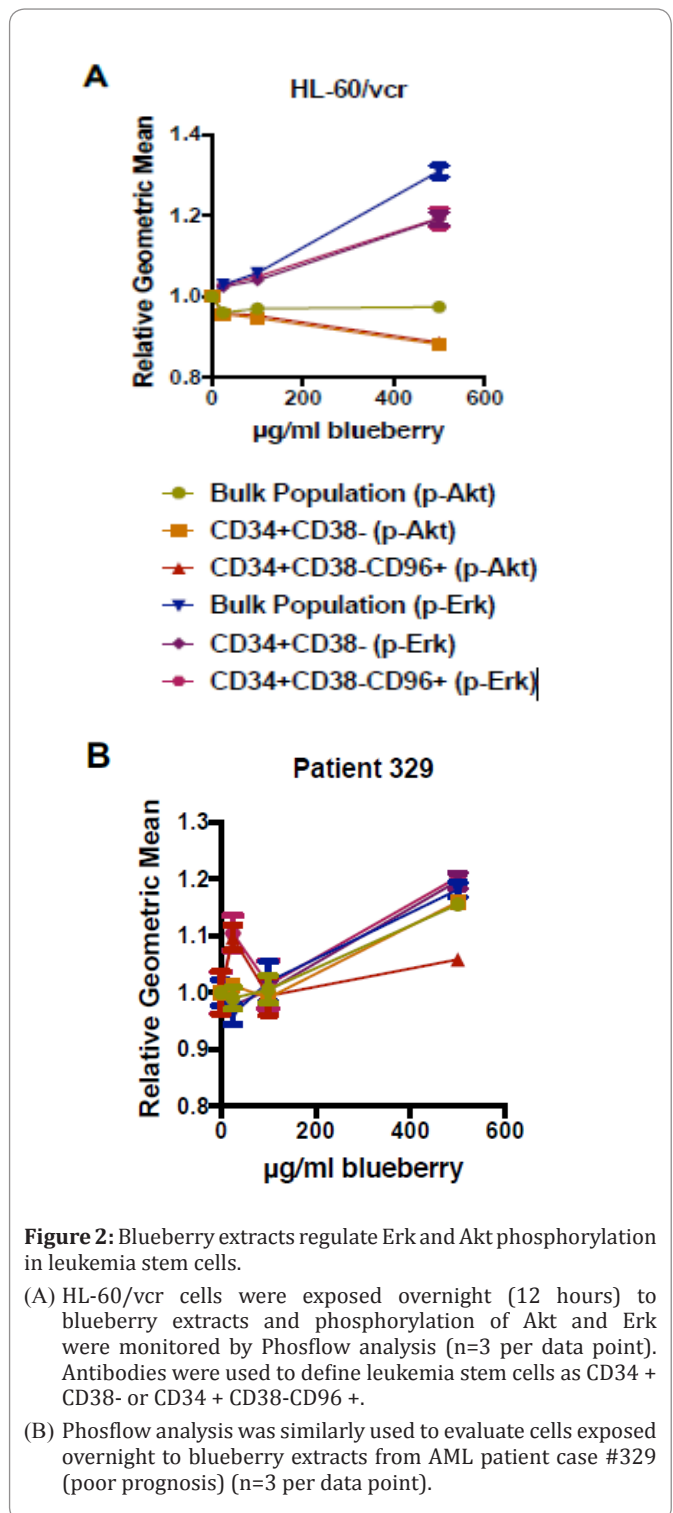 A
HL-60/vcr
Relative Geometric Mean
1.4
1.2
1.0
0.8
0 200 400 600
µg/ml blueberry
Bulk Population (p-Akt)
CD34+CD38- (p-Akt)
CD34+CD38-CD96+ (p-Akt)
Bulk Population (p-Erk)
CD34+CD38- (p-Erk)
CD34+CD38-CD96+ (p-Erk)
B
Patient 329
Relative Geometric Mean
1.3
1.2
1.1
1.0
0.9
0.8
0 200 400 600
µg/ml blueberry
Figure 2: Blueberry extracts regulate Erk and Akt phosphorylation
in leukemia stem cells.
(A) HL-60/vcr cells were exposed overnight (12 hours) to
blueberry extracts and phosphorylation of Akt and Erk
were monitored by Phosflow analysis (n=3 per data point).
Antibodies were used to define leukemia stem cells as CD34 +
CD38- or CD34 + CD38-CD96 +.
(B) Phosflow analysis was similarly used to evaluate cells exposed
overnight to blueberry extracts from AML patient case #329
(poor prognosis) (n=3 per data point).